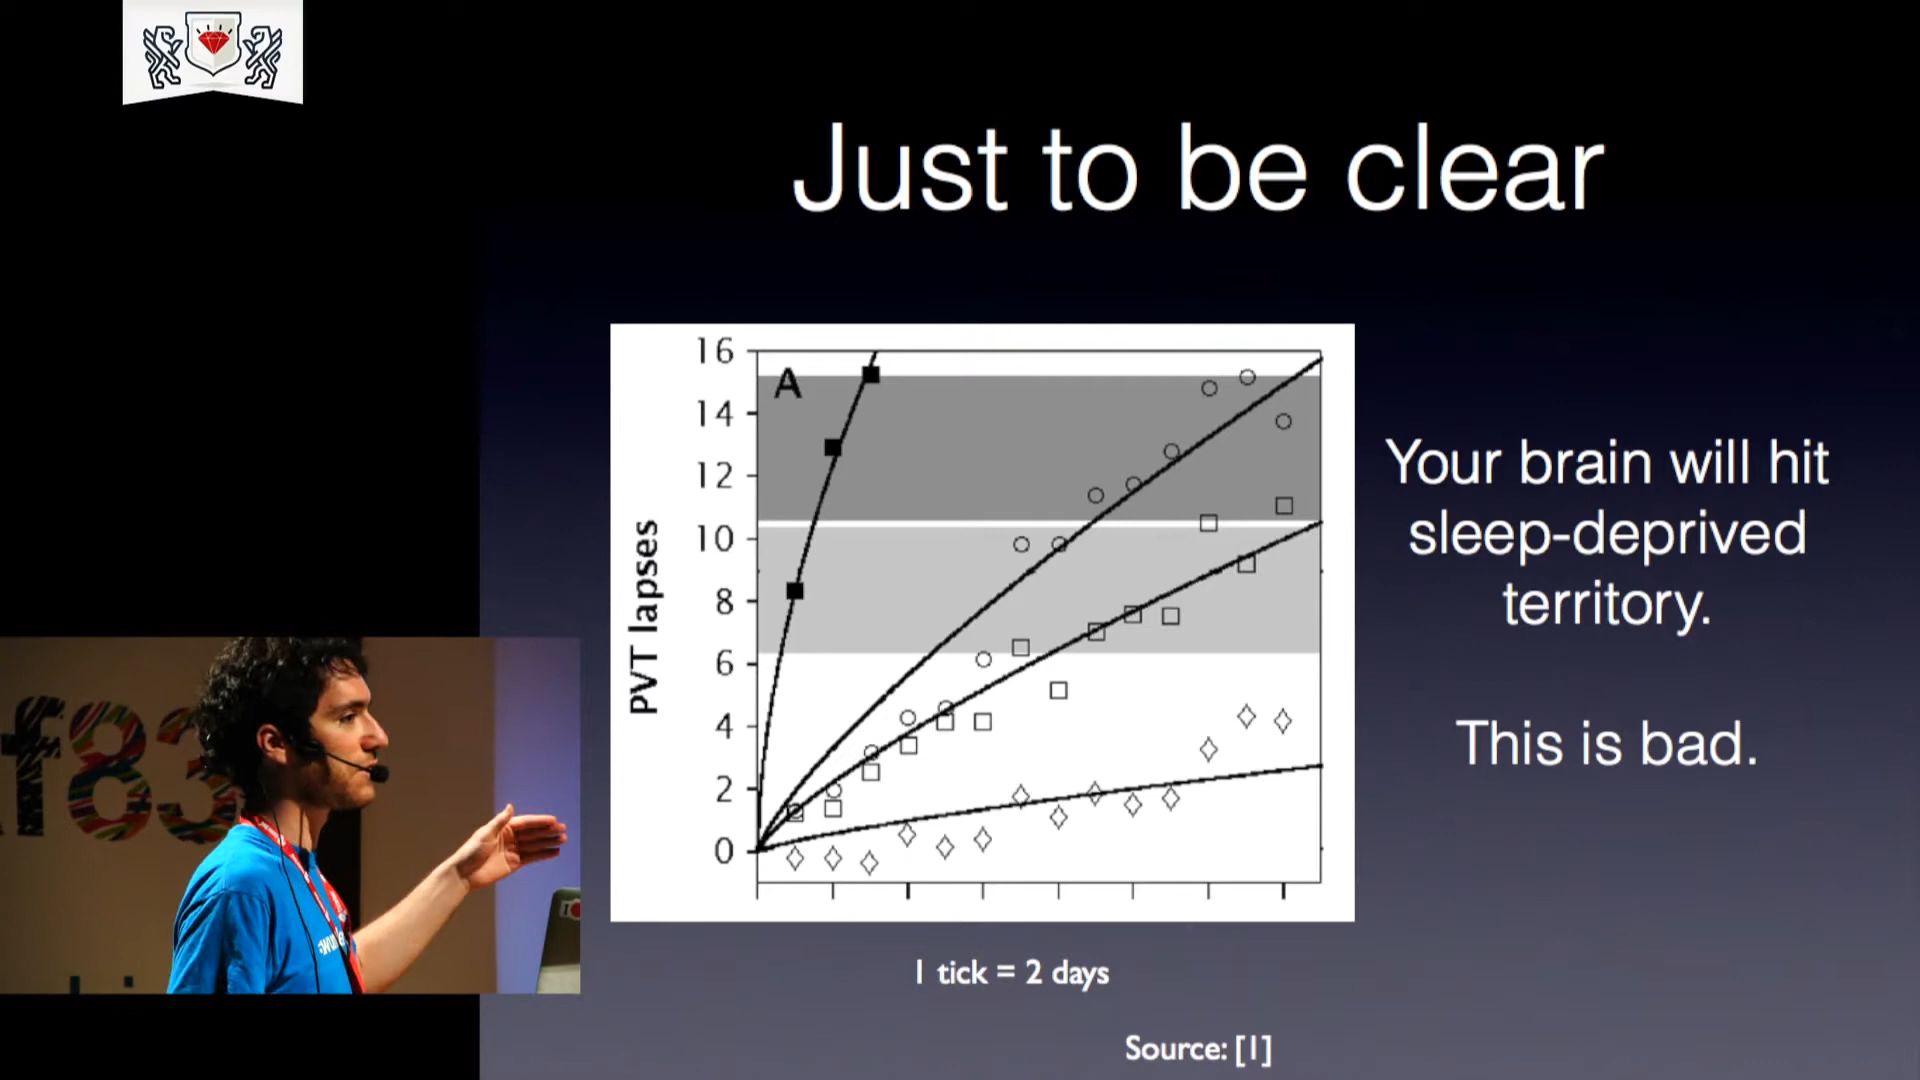 Just to be clear
16
14
12
10
8
6
4
2
0
PVT lapses
A
Your brain will hit
sleep-deprived
territory.
This is bad.
1 tick = 2 days
Source: [1]
f83